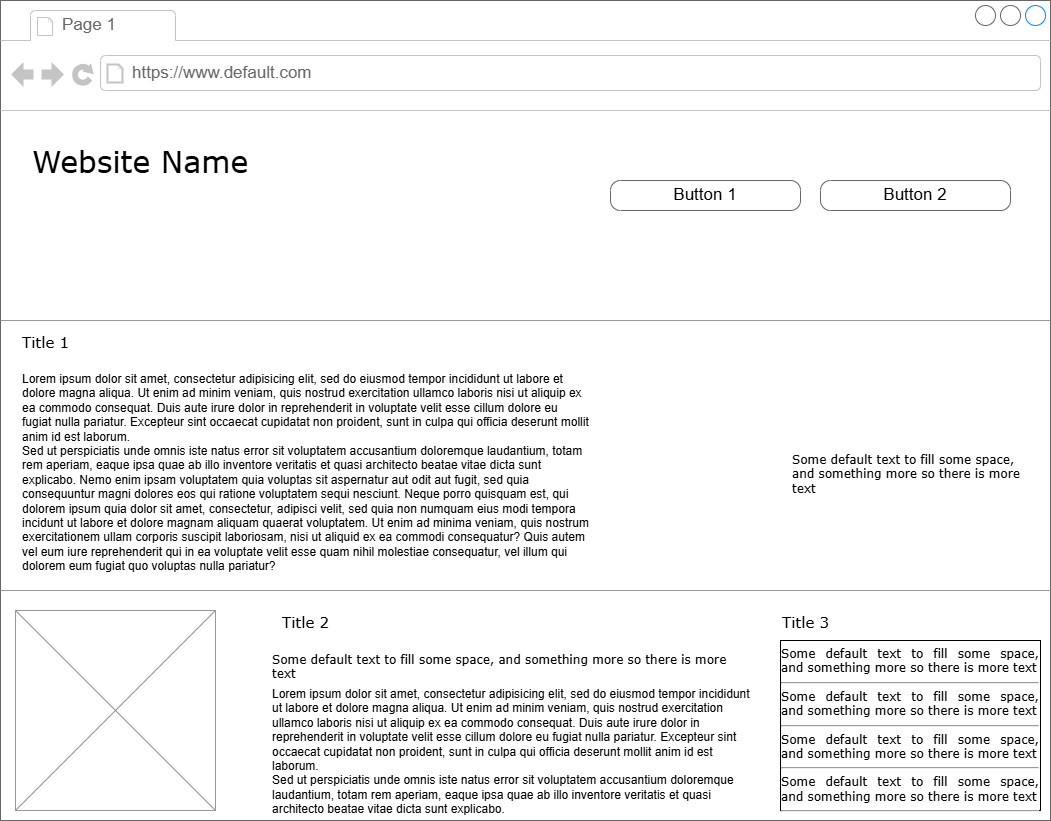 Page 1
https://www.default.com
Website Name
Button 1
Button 2
Title 1
Lorem ipsum dolor sit amet, consectetur adipisicing elit, sed do eiusmod tempor incididunt ut labore et
dolore magna aliqua. Ut enim ad minim veniam, quis nostrud exercitation ullamco laboris nisi ut aliquip ex
ea commodo consequat. Duis aute irure dolor in reprehenderit in voluptate velit esse cillum dolore eu
fugiat nulla pariatur. Excepteur sint occaecat cupidatat non proident, sunt in culpa qui officia deserunt mollit
anim id est laborum.
Sed ut perspiciatis unde omnis iste natus error sit voluptatem accusantium doloremque laudantium, totam
rem aperiam, eaque ipsa quae ab illo inventore veritatis et quasi architecto beatae vitae dicta sunt
explicabo. Nemo enim ipsam voluptatem quia voluptas sit aspernatur aut odit aut fugit, sed quia
consequuntur magni dolores eos qui ratione voluptatem sequi nesciunt. Neque porro quisquam est, qui
dolorem ipsum quia dolor sit amet, consectetur, adipisci velit, sed quia non numquam eius modi tempora
incidunt ut labore et dolore magnam aliquam quaerat voluptatem. Ut enim ad minima veniam, quis nostrum
exercitationem ullam corporis suscipit laboriosam, nisi ut aliquid ex ea commodi consequatur? Quis autem
vel eum iure reprehenderit qui in ea voluptate velit esse quam nihil molestiae consequatur, vel illum qui
dolorem eum fugiat quo voluptas nulla pariatur?
Some default text to fill some space,
and something more so there is more
text
Title 2
Some default text to fill some space, and something more so there is more
text
Lorem ipsum dolor sit amet, consectetur adipisicing elit, sed do eiusmod tempor incididunt
ut labore et dolore magna aliqua. Ut enim ad minim veniam, quis nostrud exercitation
ullamco laboris nisi ut aliquip ex ea commodo consequat. Duis aute irure dolor in
reprehenderit in voluptate velit esse cillum dolore eu fugiat nulla pariatur. Excepteur sint
occaecat cupidatat non proident, sunt in culpa qui officia deserunt mollit anim id est
laborum.
Sed ut perspiciatis unde omnis iste natus error sit voluptatem accusantium doloremque
laudantium, totam rem aperiam, eaque ipsa quae ab illo inventore veritatis et quasi
architecto beatae vitae dicta sunt explicabo.
Title 3
Some default text to fill some space,
and something more so there is more text
Some default text to fill some space,
and something more so there is more text
Some default text to fill some space,
and something more so there is more text
Some default text to fill some space,
and something more so there is more text